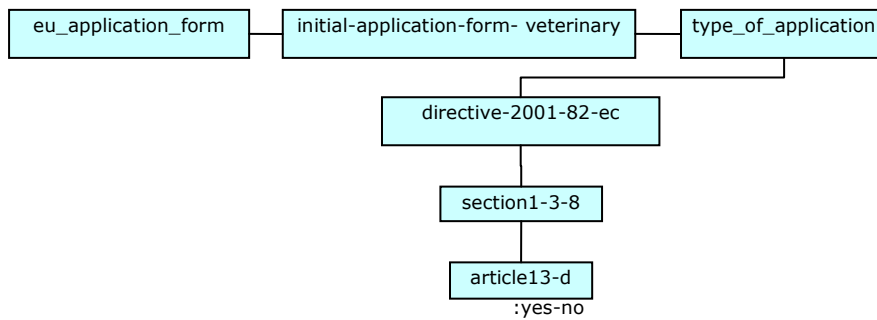 eu_application_form
initial-application-form- veterinary
type_of_application
directive-2001-82-ec
section1-3-8
article13-d
:yes-no